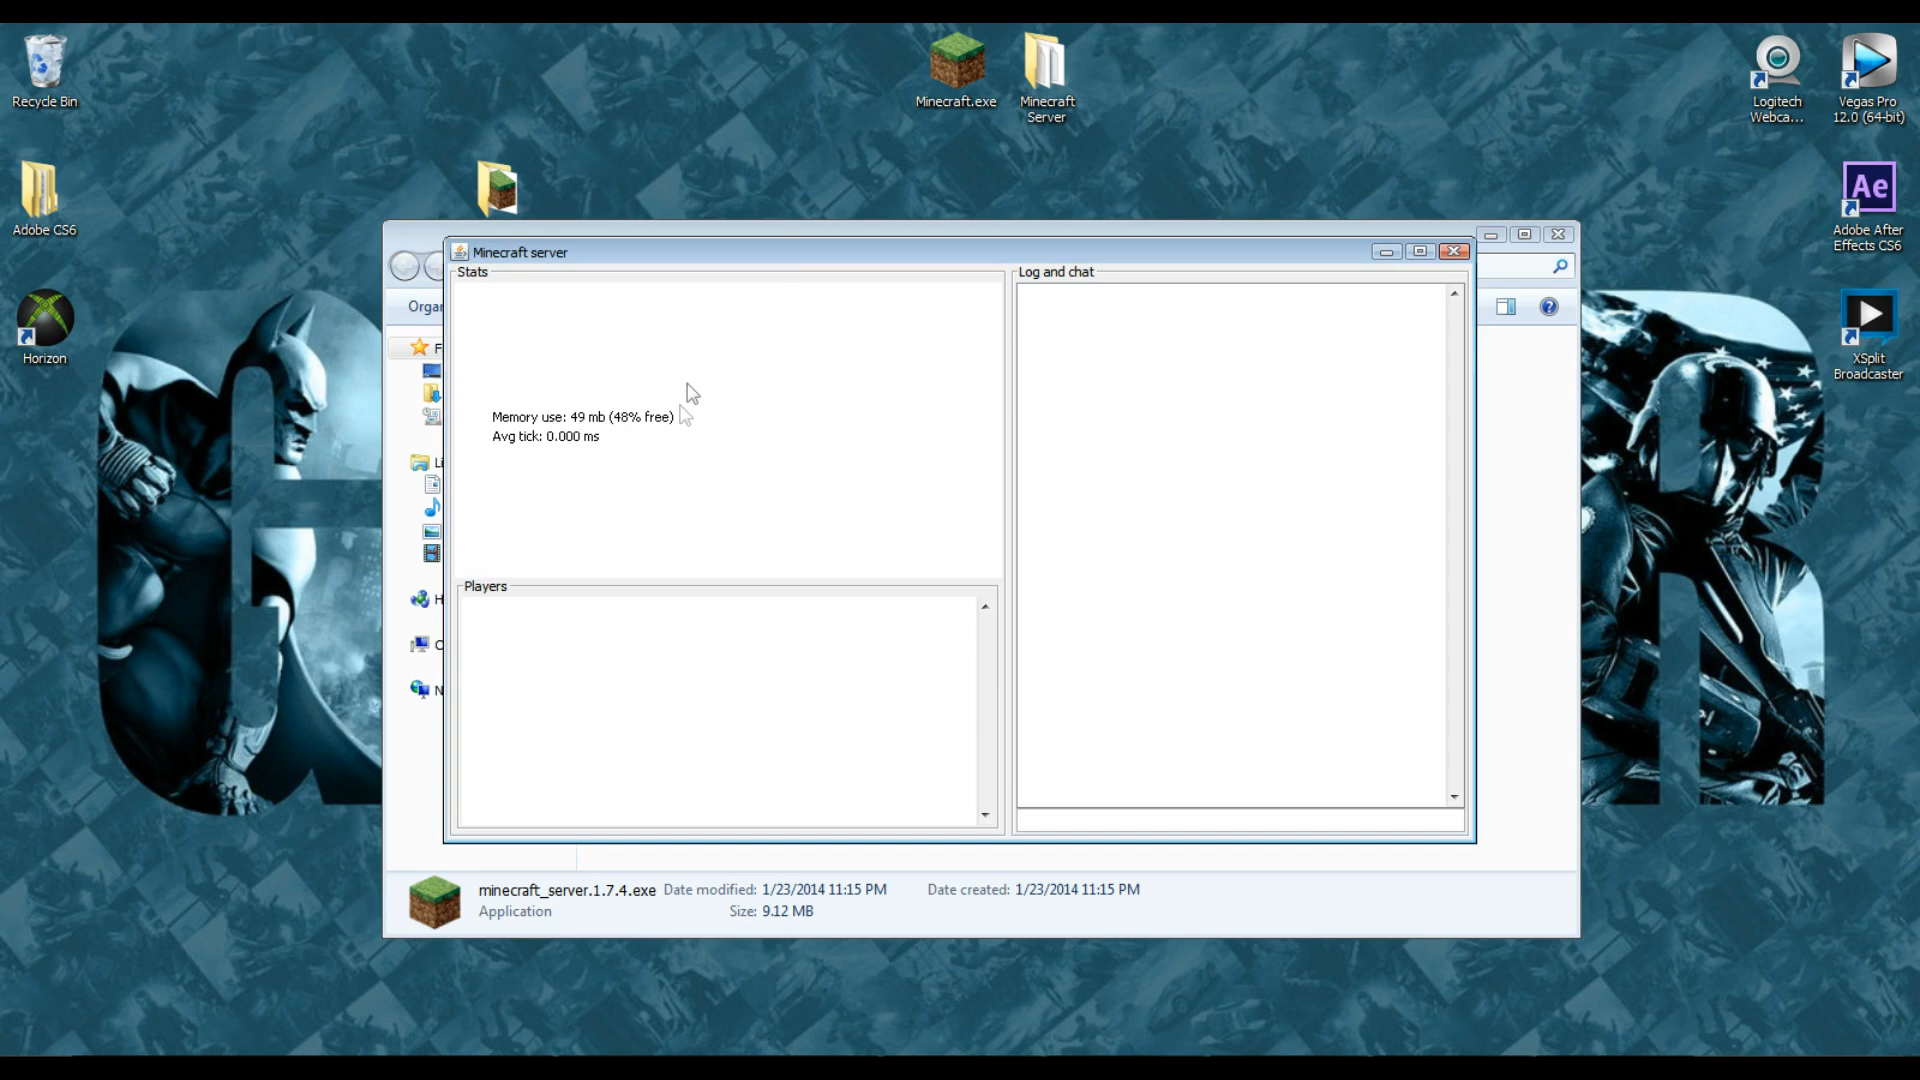 Recycle Bin
Minecraft.exe
Minecraft
Server
Logitech
Webca...
Vegas Pro
12.0 (64-bit)
Adobe CS6
Ae
Adobe After
Effects CS6
Horizon
XSplit
Broadcaster
Minecraft server
Stats
Log and chat
Orgar
F
Memory use: 49 mb (48% free)
Avg tick: 0.000 ms
Li
Players
H
C
N
minecraft_server.1.7.4.exe
Date modified: 1/23/2014 11:15 PM
Date created: 1/23/2014 11:15 PM
Application
Size: 9.12 MB